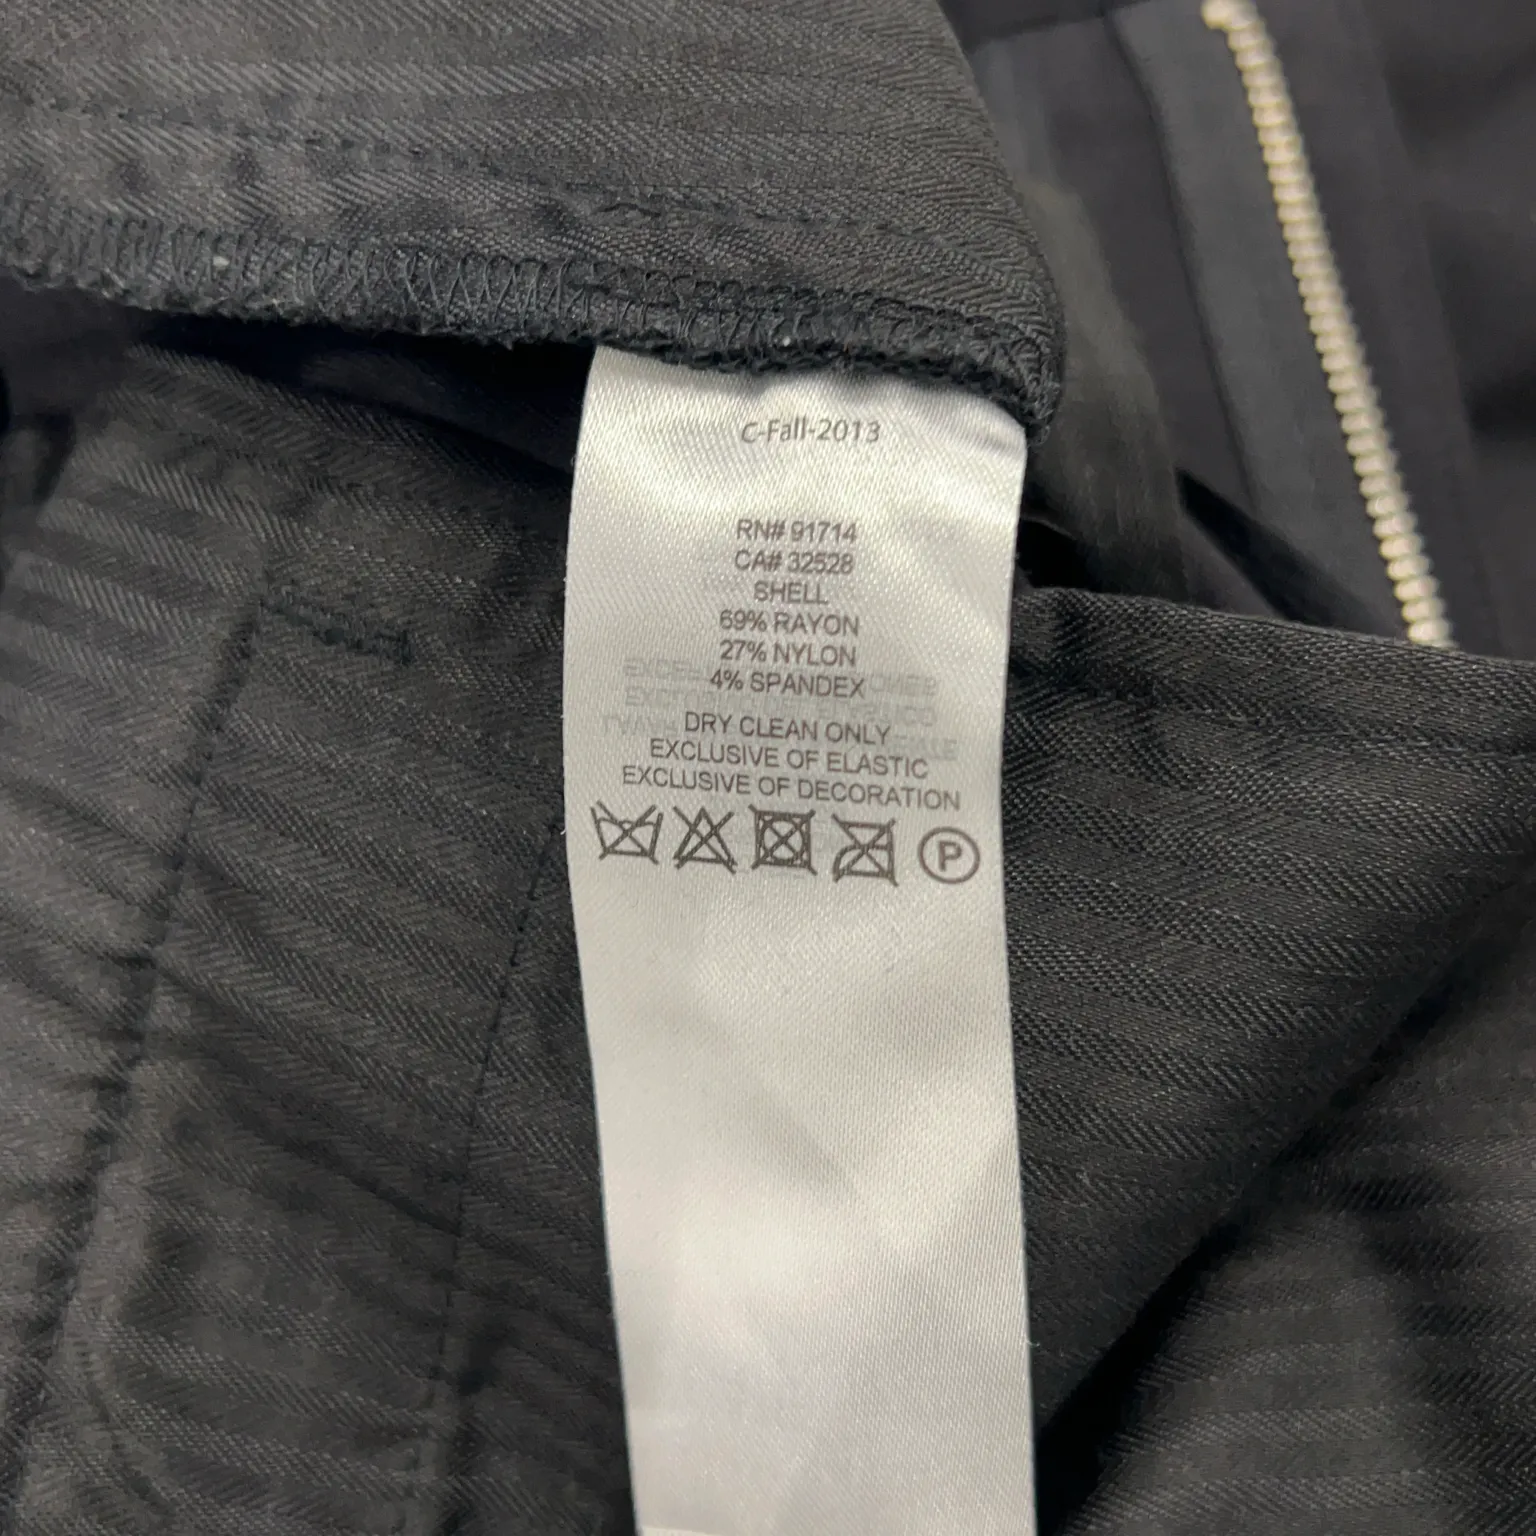 C-Fall-2013
RN# 91714
CA# 32528
SHELL
69% RAYON
27% NYLON
4% SPANDEX
DRY CLEAN ONLY
EXCLUSIVE OF ELASTIC
EXCLUSIVE OF DECORATION
P